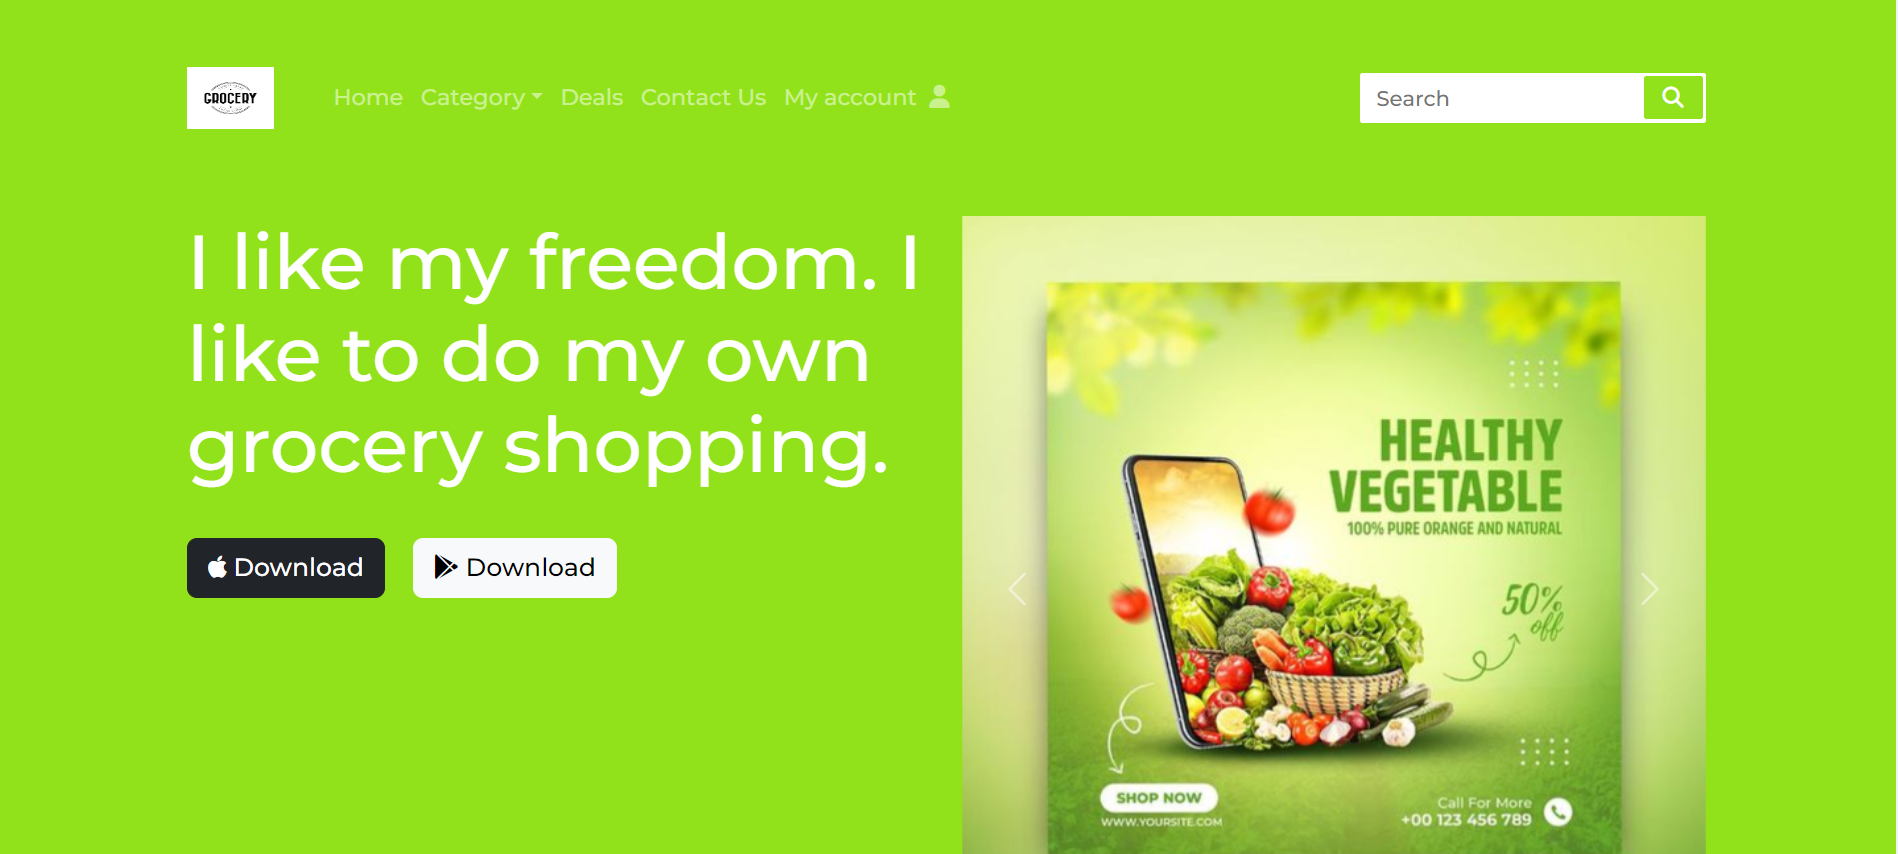 GROCERY
Home Category Deals Contact Us My account
Search
I like my freedom. I
like to do my own
grocery shopping.
Download Download
HEALTHY
VEGETABLE
100% PURE ORANGE AND NATURAL
50%
off
SHOP NOW
WWW.YOURSITE.COM
Call For More
+00 123 456 789